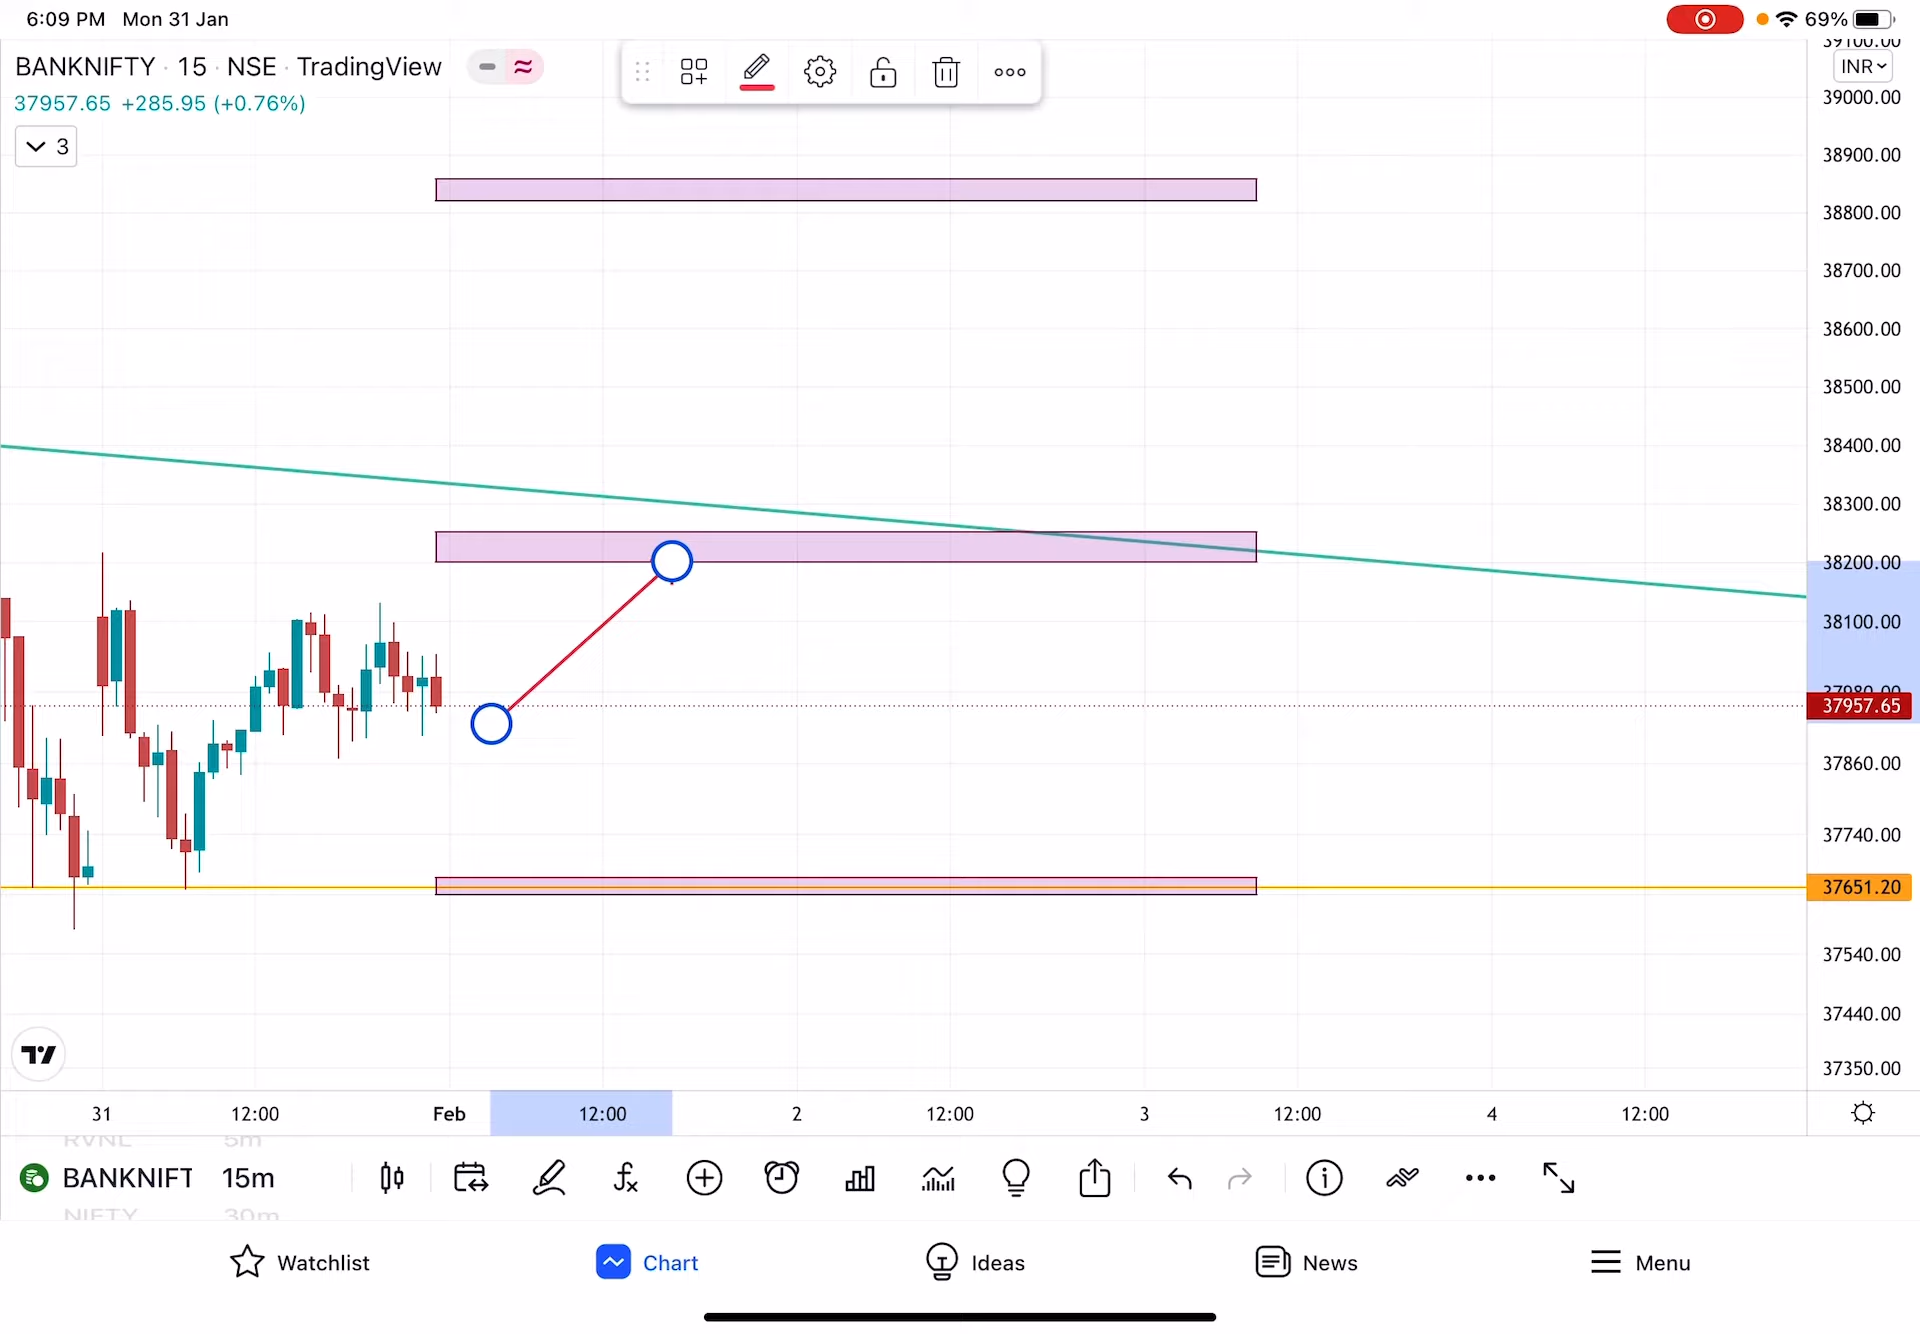 6:09 PM Mon 31 Jan
69%
BANKNIFTY · 15 · NSE · TradingView
37957.65 +285.95 (+0.76%)
3
39100.00
INR
39000.00
38900.00
38800.00
38700.00
38600.00
38500.00
38400.00
38300.00
38200.00
38100.00
37980.00
37957.65
37860.00
37740.00
37651.20
37540.00
37440.00
37350.00
31 12:00 Feb 12:00 2 12:00 3 12:00 4 12:00
RVNL 5m
BANKNIFT 15m
NIFTY 30m
Watchlist Chart Ideas News Menu